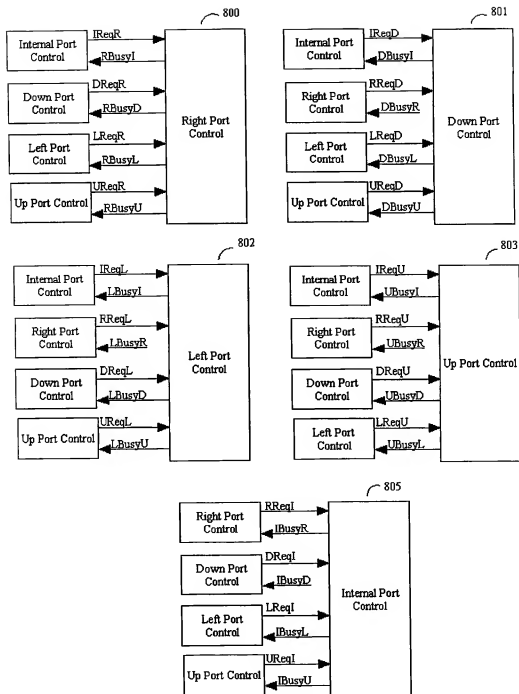 800
Internal Port
Control
IReqR
RBusyI
Down Port
Control
DReqR
RBusyD
Left Port
Control
LReqR
RBusyL
Up Port Control
UReqR
RBusyU
Right Port
Control
801
Internal Port
Control
IReqD
DBusyI
Right Port
Control
RReqD
DBusyR
Left Port
Control
LReqD
DBusyL
Up Port Control
UReqD
DBusyU
Down Port
Control
802
Internal Port
Control
IReqL
LBusyI
Right Port
Control
RReqL
LBusyR
Down Port
Control
DReqL
LBusyD
Up Port Control
UReqL
LBusyU
Left Port
Control
803
Internal Port
Control
IReqU
UBusyI
Right Port
Control
RReqU
UBusyR
Down Port
Control
DReqU
UBusyD
Left Port
Control
LReqU
UBusyL
Up Port
Control
805
Right Port
Control
RReqI
IBusyR
Down Port
Control
DReqI
IBusyD
Left Port
Control
LReqI
IBusyL
Up Port Control
UReqI
IBusyU
Internal Port
Control